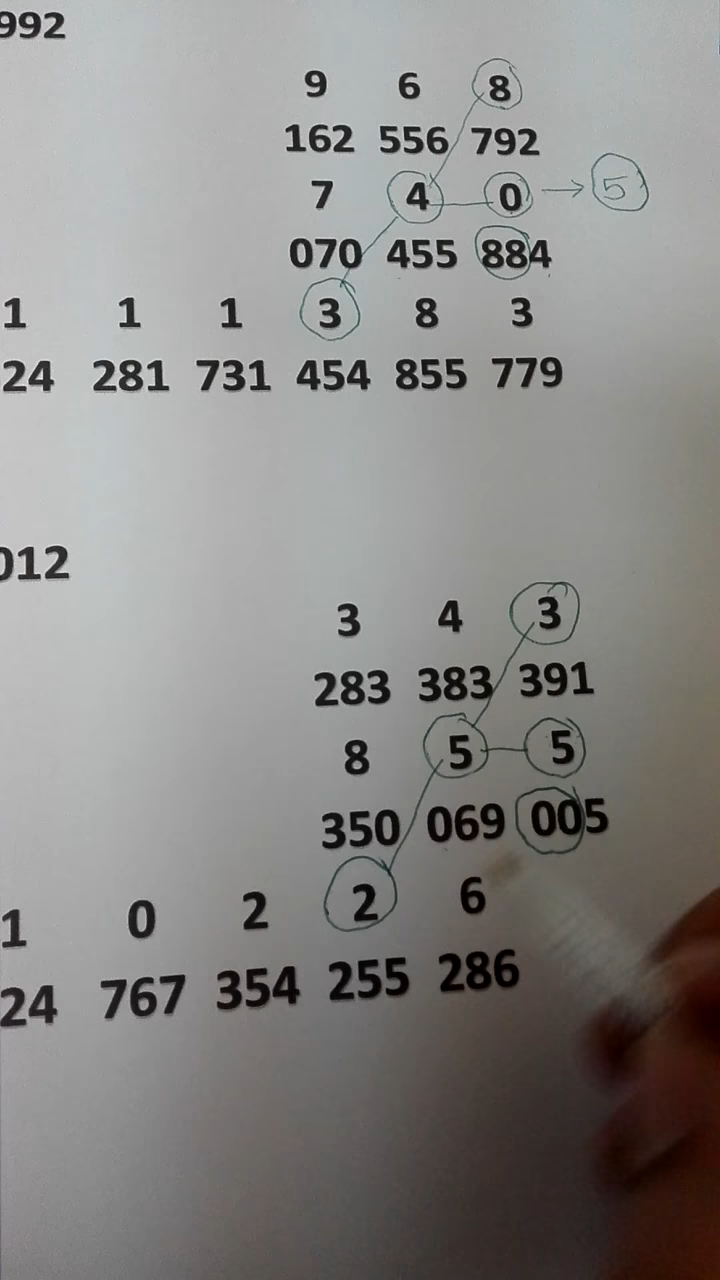 992
9 6 8
162 556 792
7 4 0 → 5
070 455 884
1 1 1 3 8 3
24 281 731 454 855 779
012
3 4 3
283 383 391
8 5 5
350 069 005
1 0 2 2 6
24 767 354 255 286